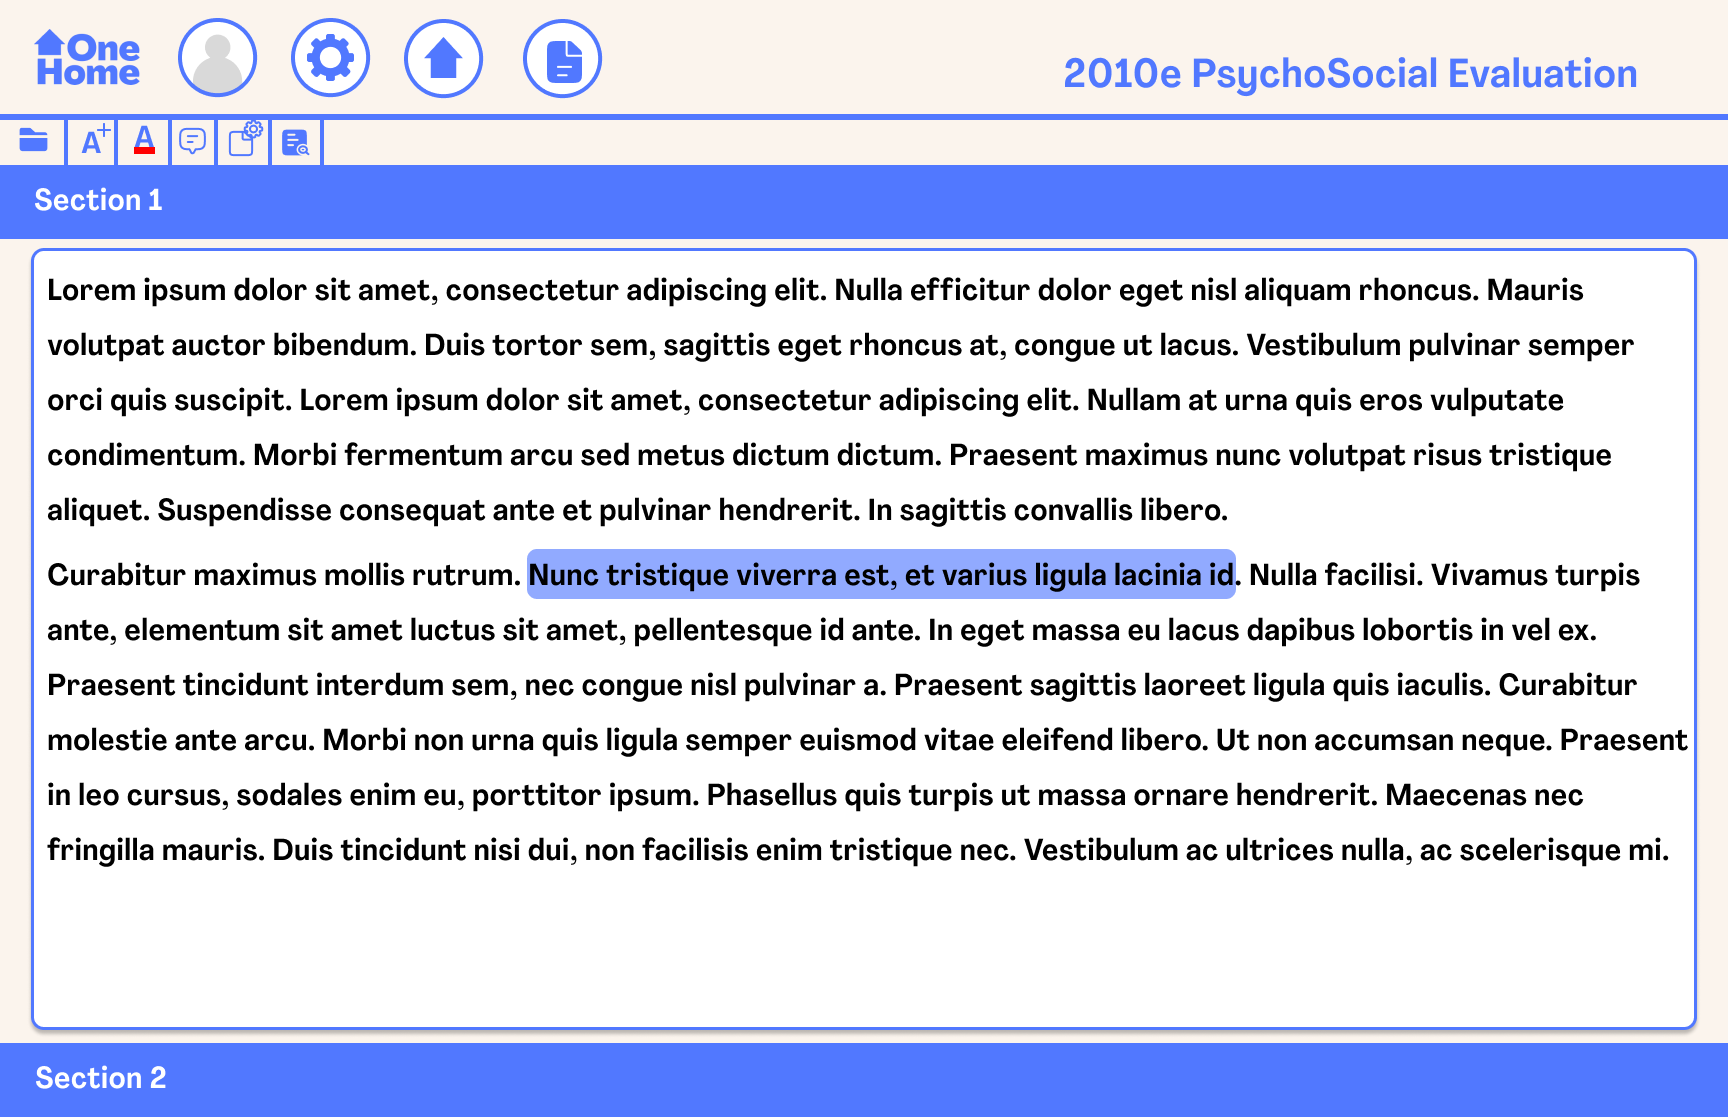 One
Home
2010e PsychoSocial Evaluation
A+
A
Section 1
Lorem ipsum dolor sit amet, consectetur adipiscing elit. Nulla efficitur dolor eget nisl aliquam rhoncus. Mauris
volutpat auctor bibendum. Duis tortor sem, sagittis eget rhoncus at, congue ut lacus. Vestibulum pulvinar semper
orci quis suscipit. Lorem ipsum dolor sit amet, consectetur adipiscing elit. Nullam at urna quis eros vulputate
condimentum. Morbi fermentum arcu sed metus dictum dictum. Praesent maximus nunc volutpat risus tristique
aliquet. Suspendisse consequat ante et pulvinar hendrerit. In sagittis convallis libero.
Curabitur maximus mollis rutrum. Nunc tristique viverra est, et varius ligula lacinia id. Nulla facilisi. Vivamus turpis
ante, elementum sit amet luctus sit amet, pellentesque id ante. In eget massa eu lacus dapibus lobortis in vel ex.
Praesent tincidunt interdum sem, nec congue nisl pulvinar a. Praesent sagittis laoreet ligula quis iaculis. Curabitur
molestie ante arcu. Morbi non urna quis ligula semper euismod vitae eleifend libero. Ut non accumsan neque. Praesent
in leo cursus, sodales enim eu, porttitor ipsum. Phasellus quis turpis ut massa ornare hendrerit. Maecenas nec
fringilla mauris. Duis tincidunt nisi dui, non facilisis enim tristique nec. Vestibulum ac ultrices nulla, ac scelerisque mi.
Section 2